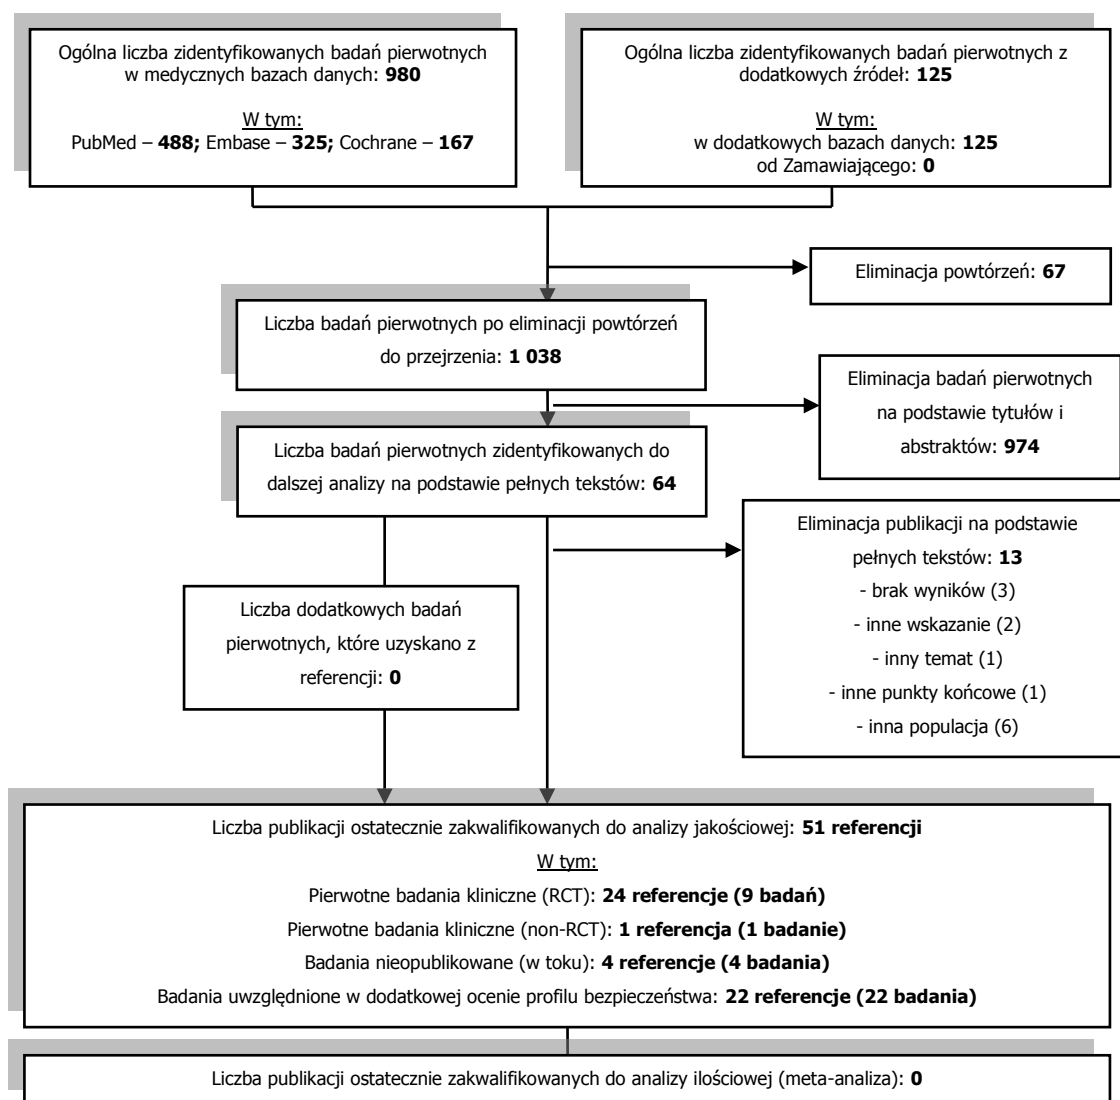 Ogólna liczba zidentyfikowanych badań pierwotnych
w medycznych bazach danych: 980
W tym:
PubMed – 488; Embase – 325; Cochrane – 167
Ogólna liczba zidentyfikowanych badań pierwotnych z
dodatkowych źródeł: 125
W tym:
w dodatkowych bazach danych: 125
od Zamawiającego: 0
Eliminacja powtórzeń: 67
Liczba badań pierwotnych po eliminacji powtórzeń
do przejrzenia: 1 038
Eliminacja badań pierwotnych
na podstawie tytułów i
abstraktów: 974
Liczba badań pierwotnych zidentyfikowanych do
dalszej analizy na podstawie pełnych tekstów: 64
Eliminacja publikacji na podstawie
pełnych tekstów: 13
- brak wyników (3)
- inne wskazanie (2)
- inny temat (1)
- inne punkty końcowe (1)
- inna populacja (6)
Liczba dodatkowych badań
pierwotnych, które uzyskano z
referencji: 0
Liczba publikacji ostatecznie zakwalifikowanych do analizy jakościowej: 51 referencji
W tym:
Pierwotne badania kliniczne (RCT): 24 referencje (9 badań)
Pierwotne badania kliniczne (non-RCT): 1 referencja (1 badanie)
Badania nieopublikowane (w toku): 4 referencje (4 badania)
Badania uwzględnione w dodatkowej ocenie profilu bezpieczeństwa: 22 referencje (22 badania)
Liczba publikacji ostatecznie zakwalifikowanych do analizy ilościowej (meta-analiza): 0